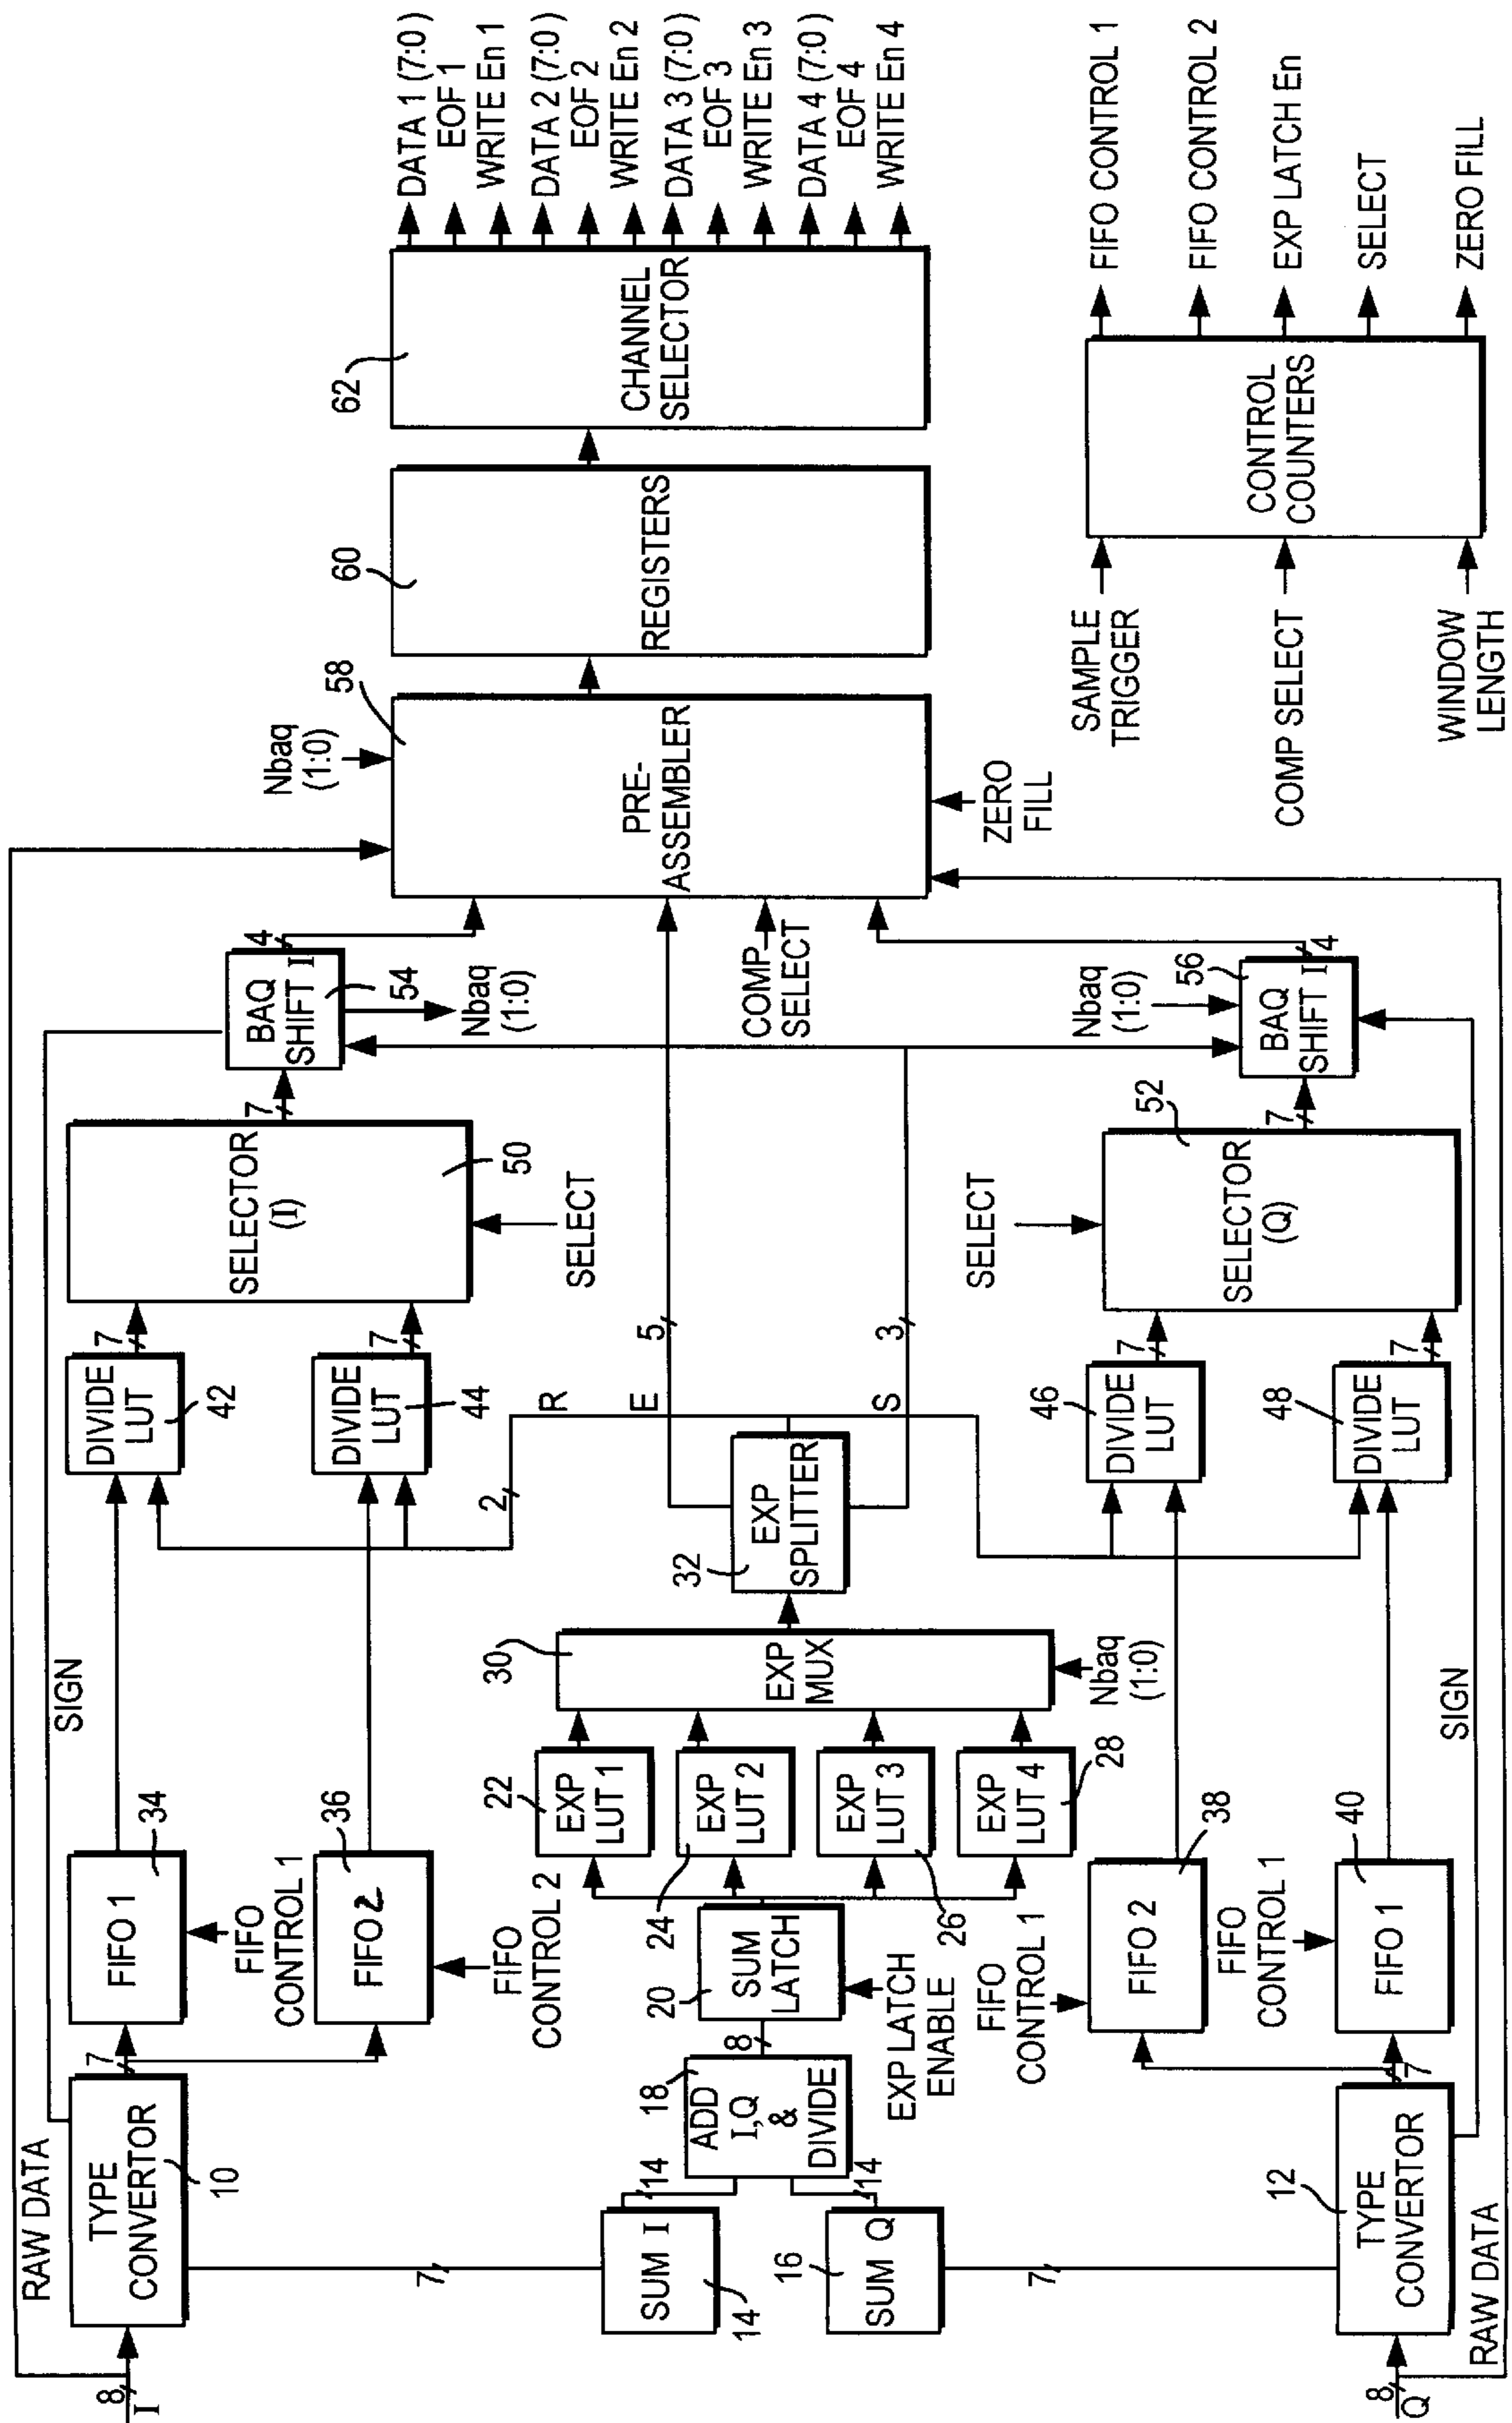 RAW DATA
8
I
TYPE
CONVERTOR
10
7
SIGN
FIFO 1
34
FIFO
CONTROL 1
FIFO 2
36
FIFO
CONTROL 2
DIVIDE
LUT
42
7
DIVIDE
LUT
44
7
2
R
SELECTOR
(I)
50
SELECT
7
BAQ
SHIFT I
54
4
Nbaq
(1:0)
7
SUM I
14
14
SUM Q
16
14
7
ADD
I,Q
&
DIVIDE
18
8
SUM
LATCH
20
EXP LATCH
ENABLE
EXP
LUT 1
22
EXP
LUT 2
24
EXP
LUT 3
26
EXP
LUT 4
28
EXP
MUX
30
Nbaq
(1:0)
EXP
SPLITTER
32
E
5
S
3
COMP
SELECT
8
Q
RAW DATA
TYPE
CONVERTOR
12
7
SIGN
FIFO
CONTROL 1
FIFO 2
38
FIFO
CONTROL 1
FIFO 1
40
DIVIDE
LUT
46
7
DIVIDE
LUT
48
7
SELECT
SELECTOR
(Q)
52
7
BAQ
SHIFT I
56
4
Nbaq
(1:0)
Nbaq
(1:0)
PRE-
ASSEMBLER
58
ZERO
FILL
REGISTERS
60
CHANNEL
SELECTOR
62
DATA 1 (7:0)
EOF 1
WRITE En 1
DATA 2 (7:0)
EOF 2
WRITE En 2
DATA 3 (7:0)
EOF 3
WRITE En 3
DATA 4 (7:0)
EOF 4
WRITE En 4
SAMPLE
TRIGGER
COMP SELECT
WINDOW
LENGTH
CONTROL
COUNTERS
FIFO CONTROL 1
FIFO CONTROL 2
EXP LATCH En
SELECT
ZERO FILL